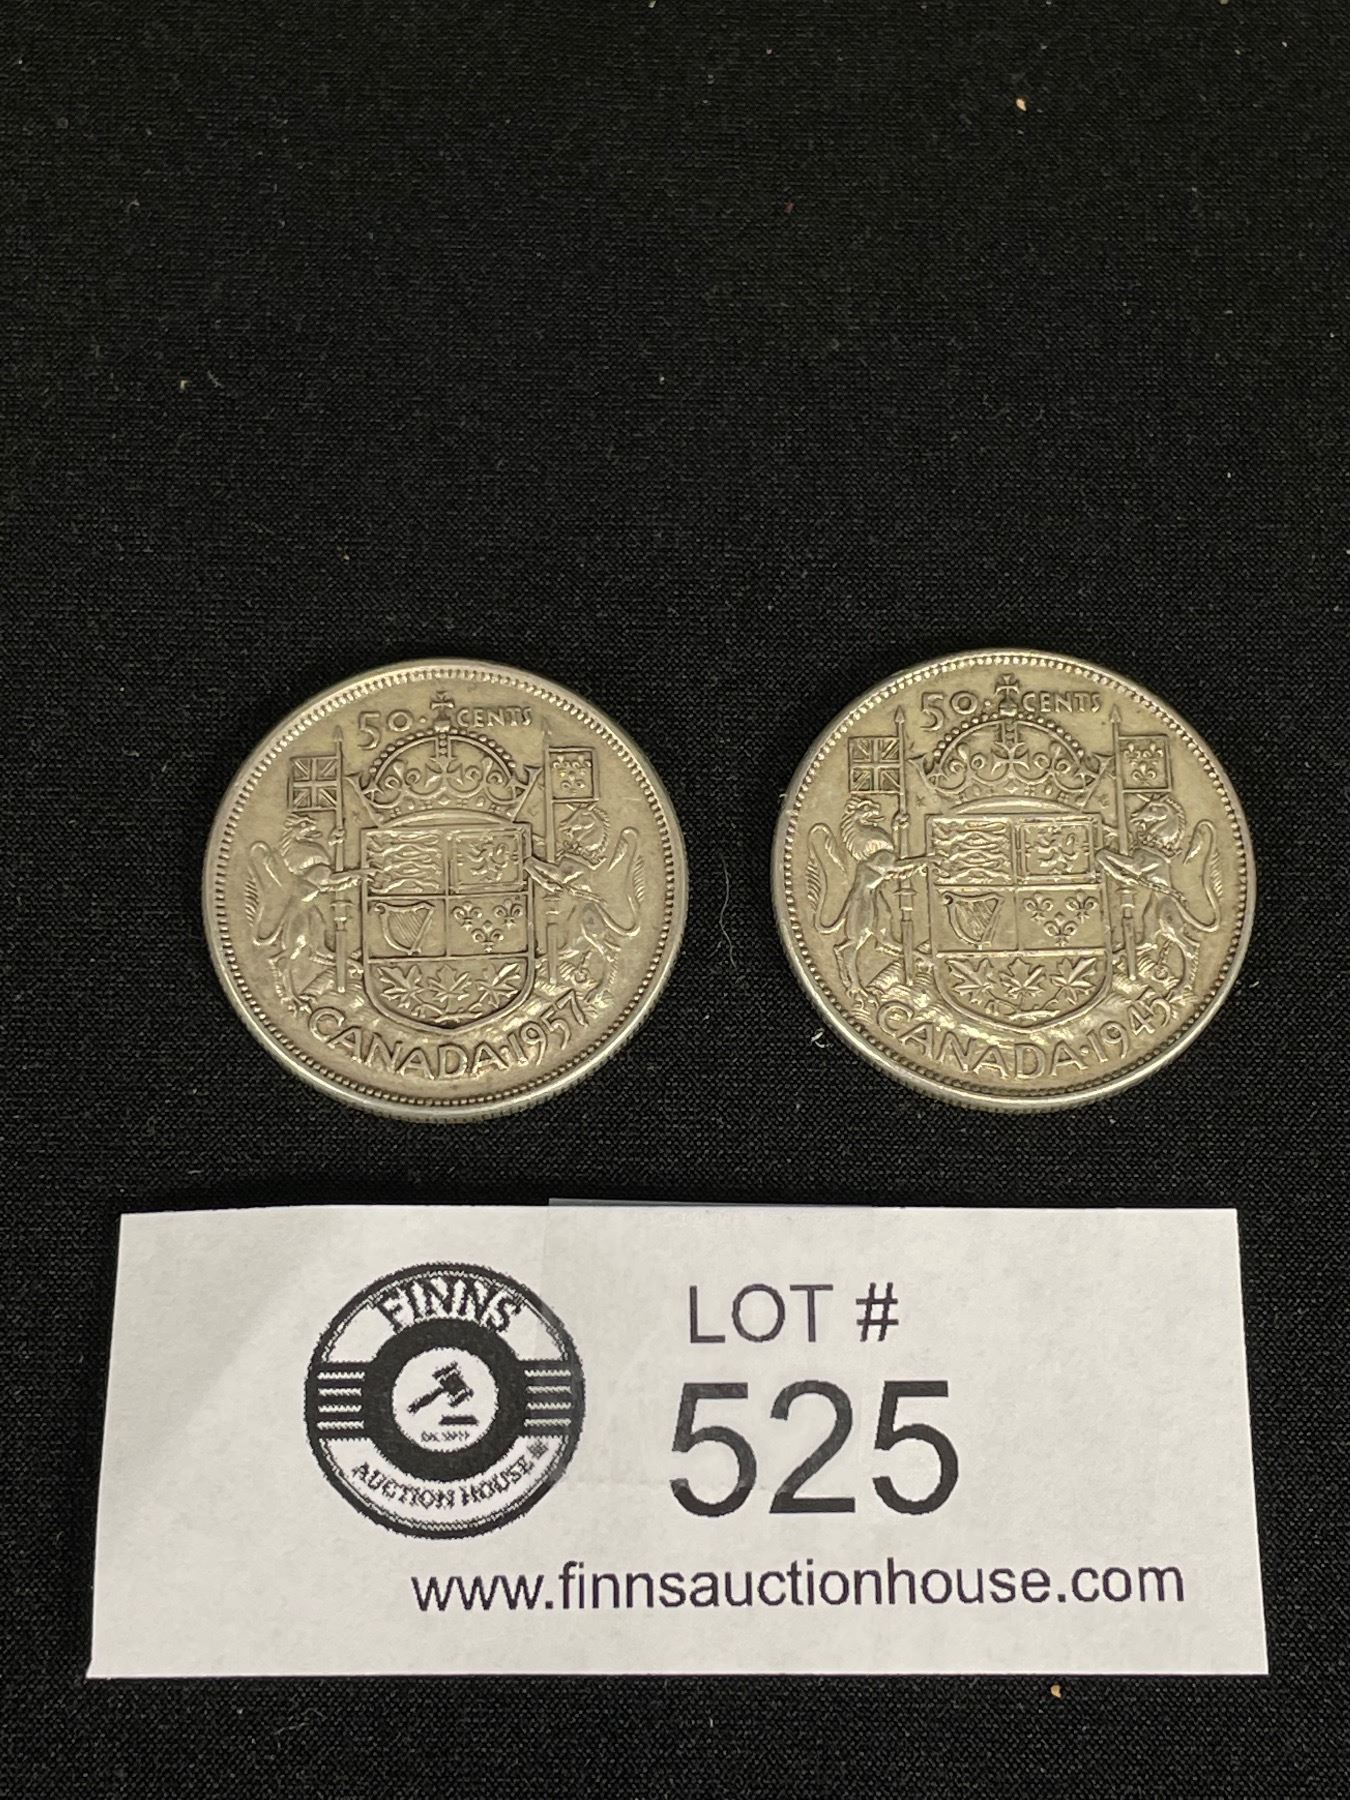 50 CENTS
CANADA 1957
50 CENTS
CANADA·1945
FINNS
AUCTION HOUSE
LOT #
525
www.finnsauctionhouse.com